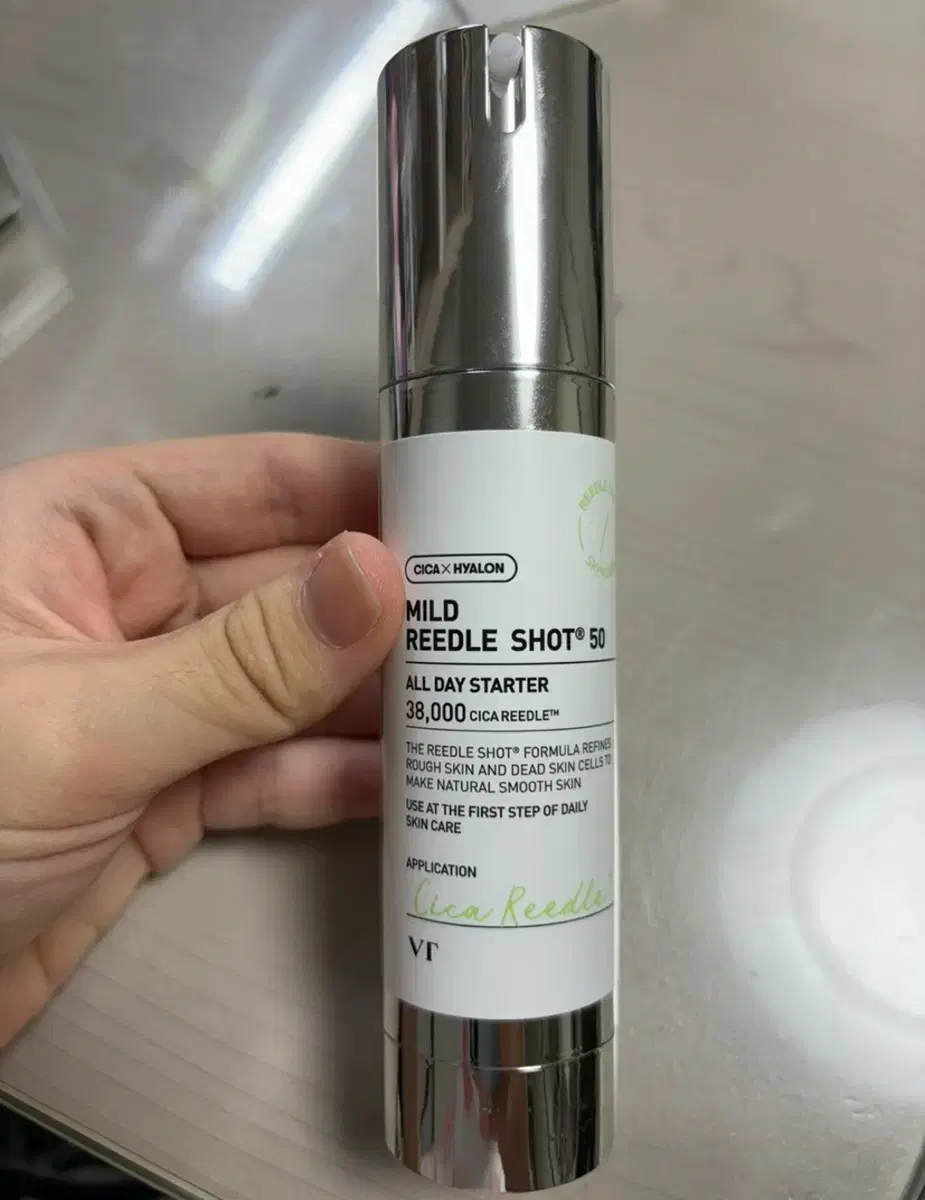 CICA×HYALON
MILD
REEDLE SHOT® 50
ALL DAY STARTER
38,000 CICA REEDLE™
THE REEDLE SHOT® FORMULA REFINES
ROUGH SKIN AND DEAD SKIN CELLS TO
MAKE NATURAL SMOOTH SKIN
USE AT THE FIRST STEP OF DAILY
SKIN CARE
APPLICATION
Cica Reedle
VT
REEDLE